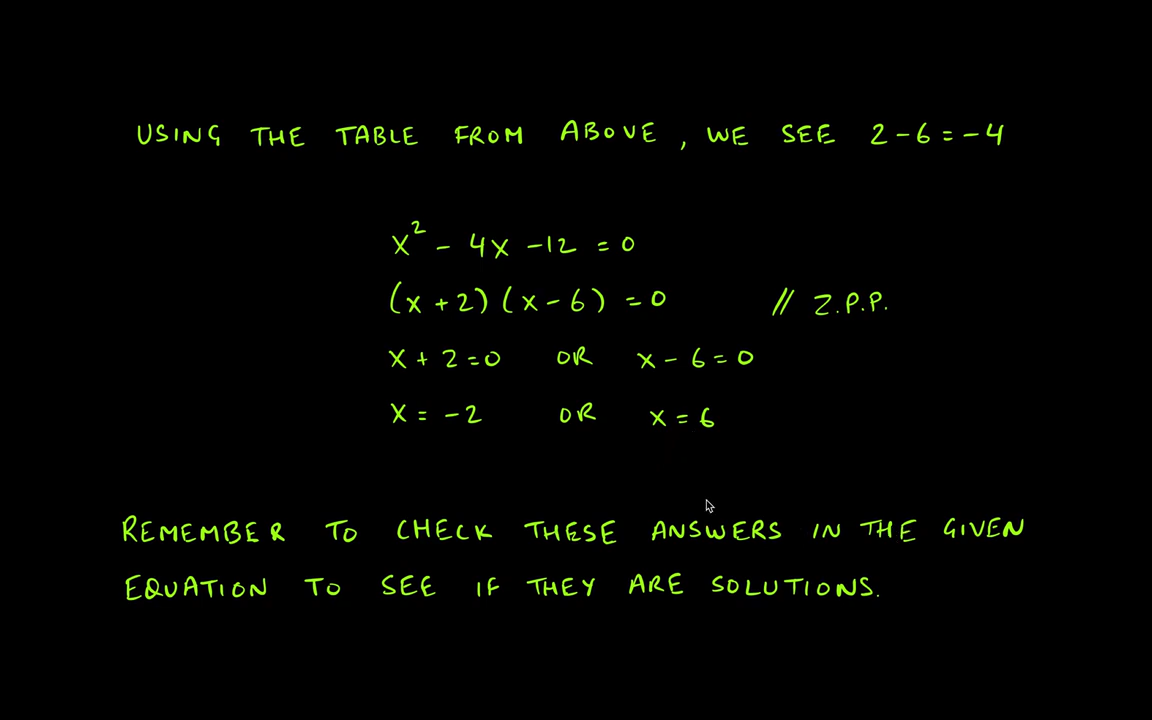 USING THE TABLE FROM ABOVE, WE SEE 2-6=-4
x² - 4x -12 = 0
(x+2)(x-6) = 0 // Z.P.P.
x+2=0 OR x-6=0
x = -2 OR x = 6
REMEMBER TO CHECK THESE ANSWERS IN THE GIVEN
EQUATION TO SEE IF THEY ARE SOLUTIONS.